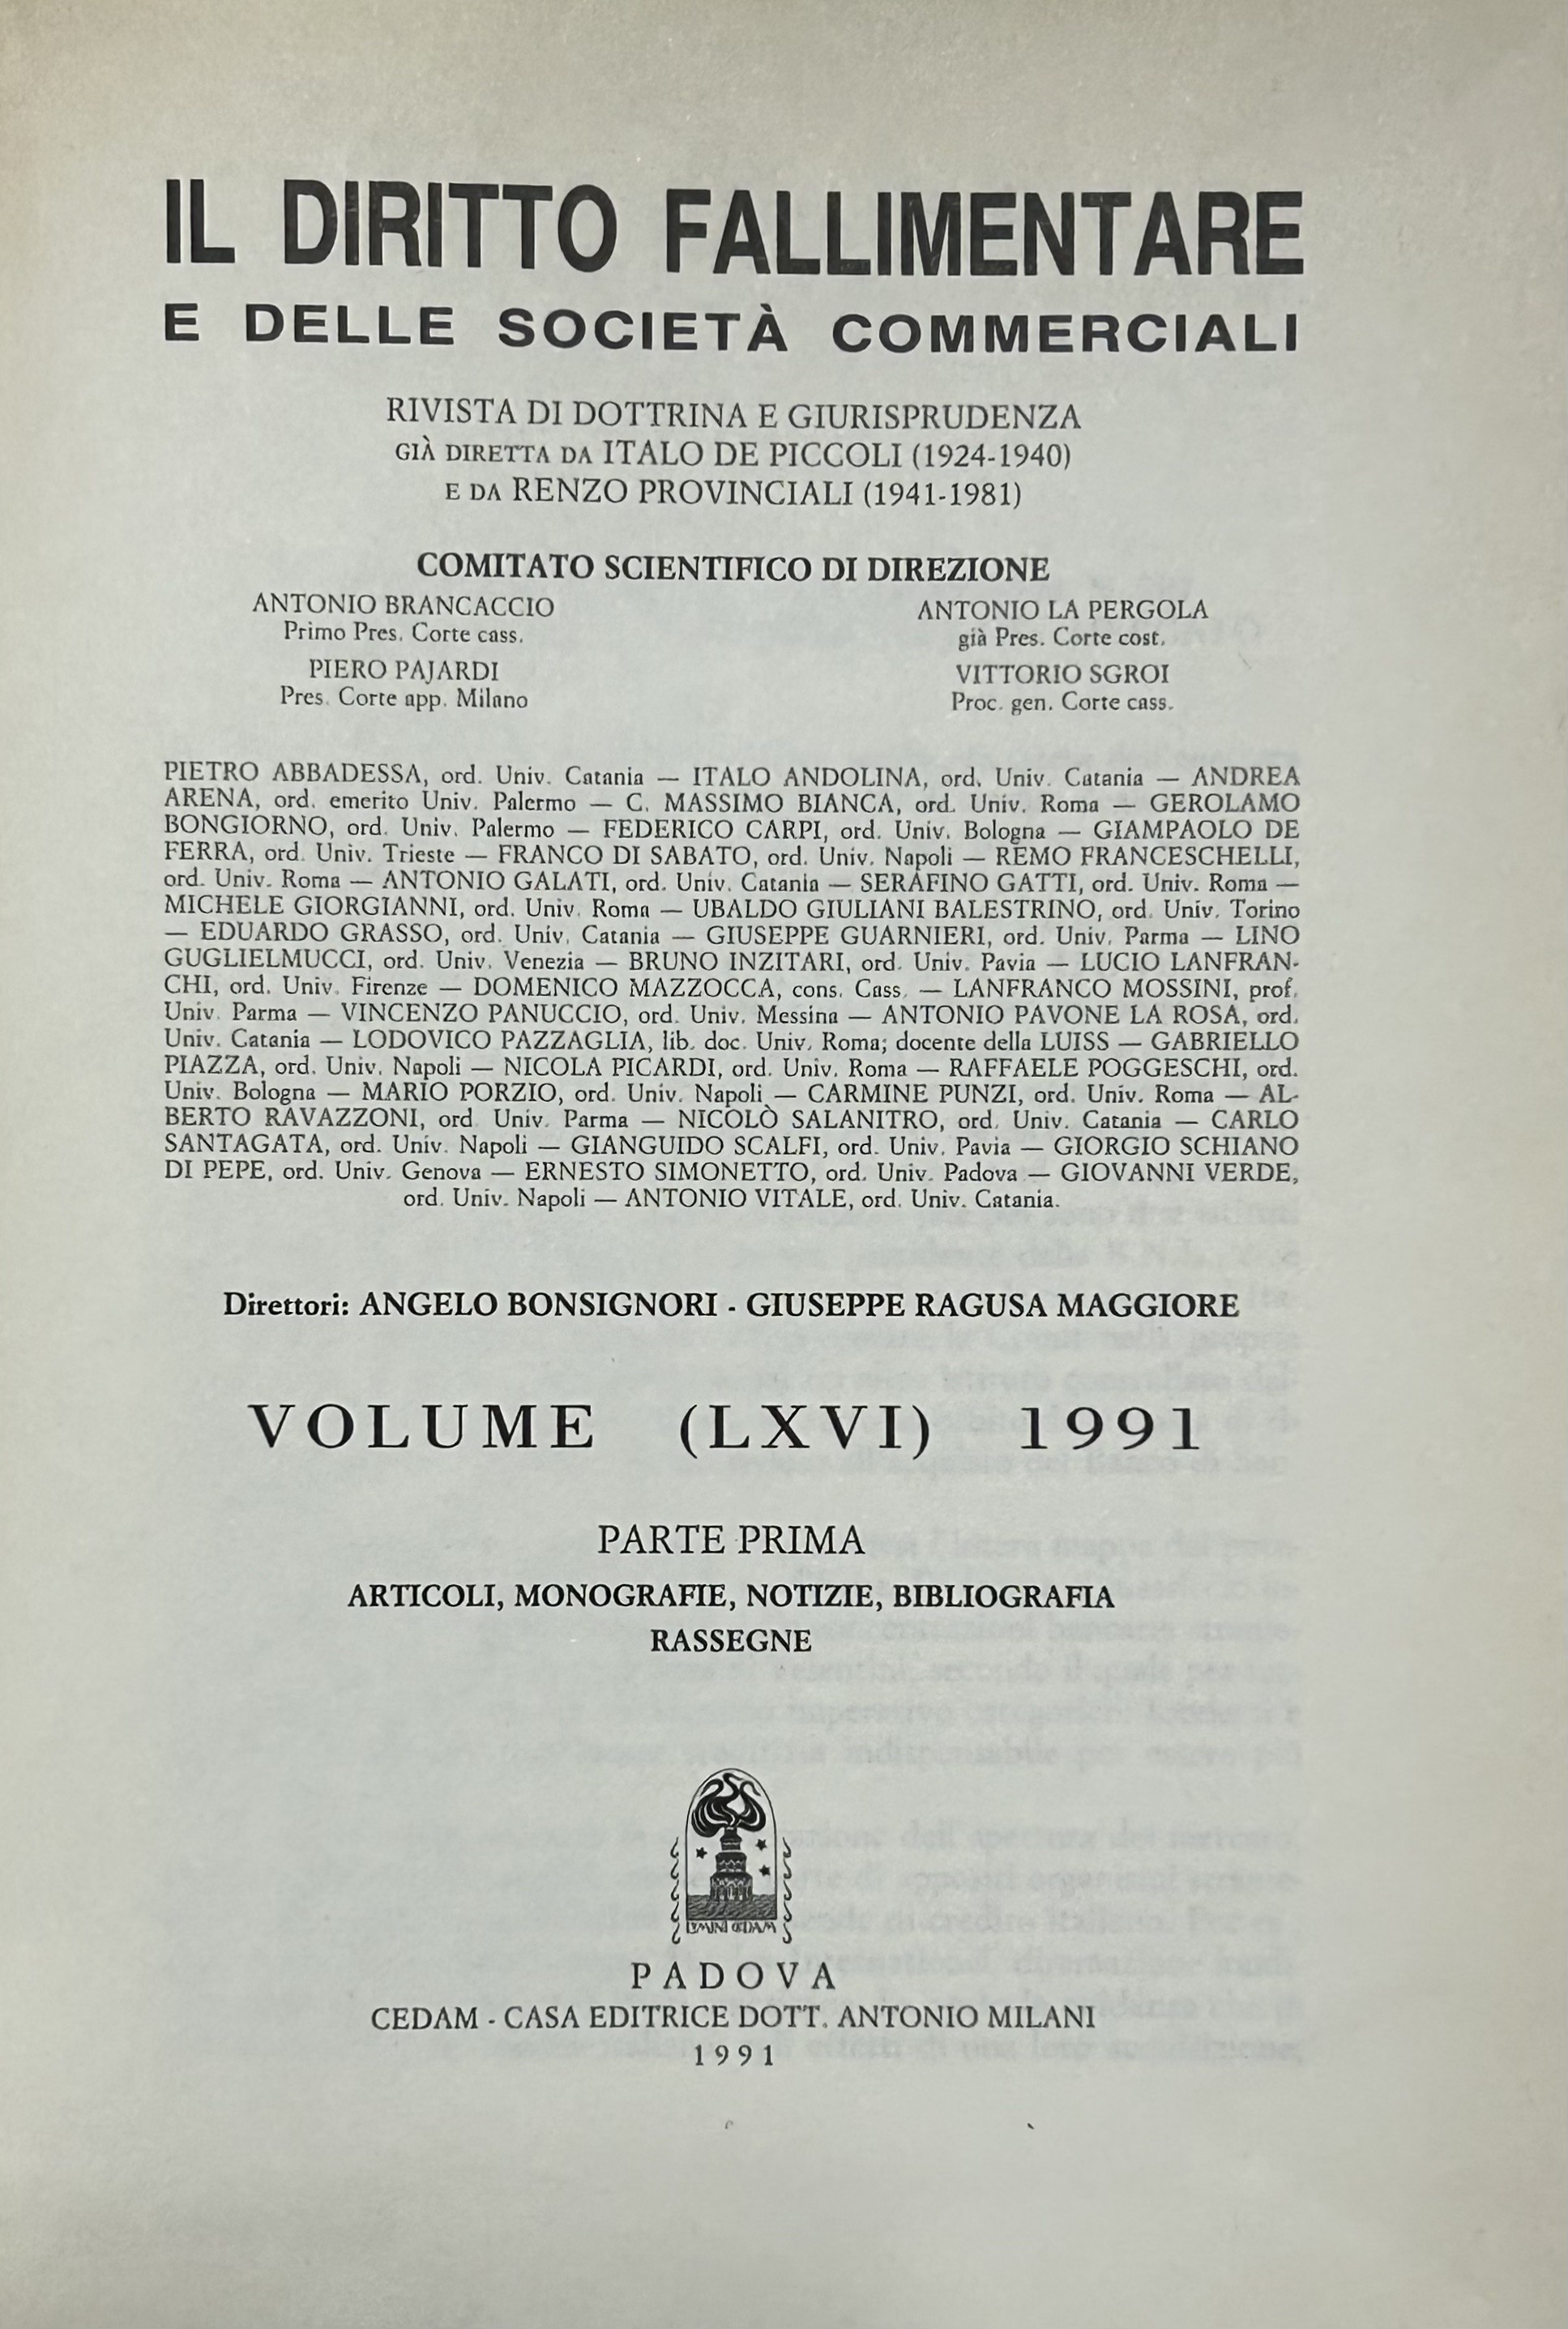 IL DIRITTO FALLIMENTARE
E DELLE SOCIETÀ COMMERCIALI
RIVISTA DI DOTTRINA E GIURISPRUDENZA
GIÀ DIRETTA DA ITALO DE PICCOLI (1924-1940)
E DA RENZO PROVINCIALI (1941-1981)
COMITATO SCIENTIFICO DI DIREZIONE
ANTONIO BRANCACCIO
Primo Pres. Corte cass.
PIERO PAJARDI
Pres. Corte app. Milano
ANTONIO LA PERGOLA
già Pres. Corte cost.
VITTORIO SGROI
Proc. gen. Corte cass.
PIETRO ABBADESSA, ord. Univ. Catania — ITALO ANDOLINA, ord. Univ. Catania — ANDREA
ARENA, ord. emerito Univ. Palermo — C. MASSIMO BIANCA, ord. Univ. Roma — GEROLAMO
BONGIORNO, ord. Univ. Palermo — FEDERICO CARPI, ord. Univ. Bologna — GIAMPAOLO DE
FERRA, ord. Univ. Trieste — FRANCO DI SABATO, ord. Univ. Napoli — REMO FRANCESCHELLI,
ord. Univ. Roma — ANTONIO GALATI, ord. Univ. Catania — SERAFINO GATTI, ord. Univ. Roma —
MICHELE GIORGIANNI, ord. Univ. Roma — UBALDO GIULIANI BALESTRINO, ord. Univ. Torino
— EDUARDO GRASSO, ord. Univ. Catania — GIUSEPPE GUARNIERI, ord. Univ. Parma — LINO
GUGLIELMUCCI, ord. Univ. Venezia — BRUNO INZITARI, ord. Univ. Pavia — LUCIO LANFRAN-
CHI, ord. Univ. Firenze — DOMENICO MAZZOCCA, cons. Cass. — LANFRANCO MOSSINI, prof.
Univ. Parma — VINCENZO PANUCCIO, ord. Univ. Messina — ANTONIO PAVONE LA ROSA, ord.
Univ. Catania — LODOVICO PAZZAGLIA, lib. doc. Univ. Roma; docente della LUISS — GABRIELLO
PIAZZA, ord. Univ. Napoli — NICOLA PICARDI, ord. Univ. Roma — RAFFAELE POGGESCHI, ord.
Univ. Bologna — MARIO PORZIO, ord. Univ. Napoli — CARMINE PUNZI, ord. Univ. Roma — AL-
BERTO RAVAZZONI, ord Univ. Parma — NICOLÒ SALANITRO, ord. Univ. Catania — CARLO
SANTAGATA, ord. Univ. Napoli — GIANGUIDO SCALFI, ord. Univ. Pavia — GIORGIO SCHIANO
DI PEPE, ord. Univ. Genova — ERNESTO SIMONETTO, ord. Univ. Padova — GIOVANNI VERDE,
ord. Univ. Napoli — ANTONIO VITALE, ord. Univ. Catania.
Direttori: ANGELO BONSIGNORI - GIUSEPPE RAGUSA MAGGIORE
VOLUME (LXVI) 1991
PARTE PRIMA
ARTICOLI, MONOGRAFIE, NOTIZIE, BIBLIOGRAFIA
RASSEGNE
PADOVA
CEDAM - CASA EDITRICE DOTT. ANTONIO MILANI
1991